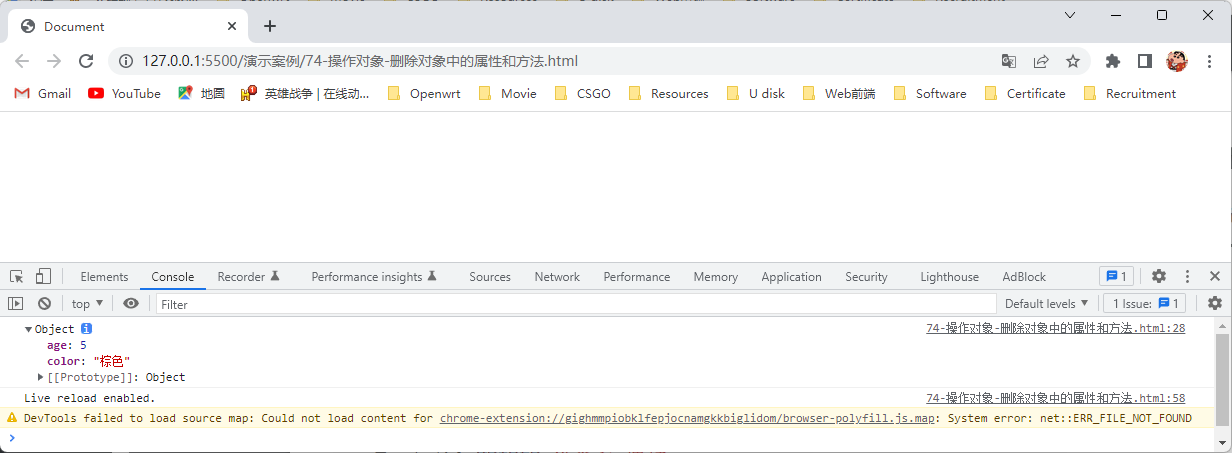 Document
127.0.0.1:5500/演示案例/74-操作对象-删除对象中的属性和方法.html
Gmail YouTube 地图 英雄战争 | 在线动... Openwrt Movie CSGO Resources U disk Web前端 Software Certificate Recruitment
Elements Console Recorder Performance insights Sources Network Performance Memory Application Security Lighthouse AdBlock 1
top Filter Default levels 1 Issue: 1
Object 74-操作对象-删除对象中的属性和方法.html:28
age: 5
color: "棕色"
[[Prototype]]: Object
Live reload enabled. 74-操作对象-删除对象中的属性和方法.html:58
DevTools failed to load source map: Could not load content for chrome-extension://gighmmpiobklfepjocnamgkkbiglidom/browser-polyfill.js.map: System error: net::ERR_FILE_NOT_FOUND